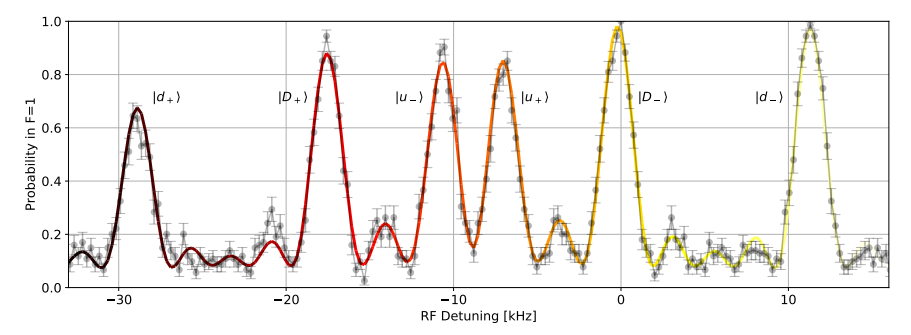 1.0
0.8
0.6
0.4
0.2
0.0
Probability in F=1
|d₊⟩
|D₊⟩
|u₋⟩
|u₊⟩
|D₋⟩
|d₋⟩
−30
−20
−10
0
10
RF Detuning [kHz]